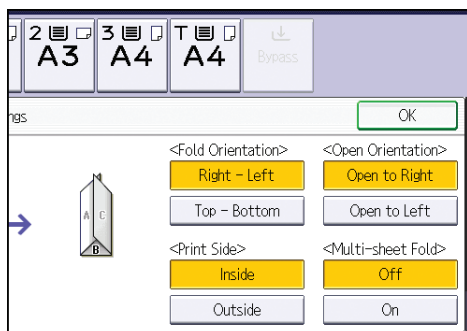 2 3 T
A3 A4 A4 Bypass
ngs OK
<Fold Orientation> <Open Orientation>
Right - Left Open to Right
Top - Bottom Open to Left
A C
B
<Print Side> <Multi-sheet Fold>
Inside Off
Outside On